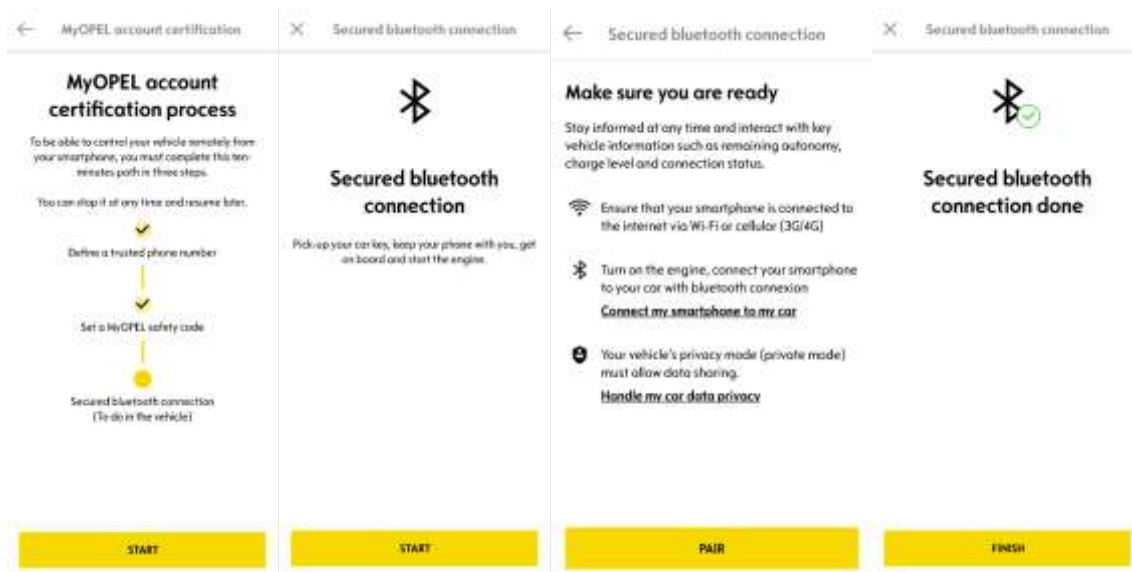 MyOPEL account certification
MyOPEL account
certification process
To be able to control your vehicle remotely from
your smartphone, you must complete this ten-
minutes path in three steps.
You can stop it at any time and resume later.
Define a trusted phone number
Set a MyOPEL safety code
Secured bluetooth connection
(To do in the vehicle)
START
Secured bluetooth connection
Secured bluetooth
connection
Pick-up your car key, keep your phone with you, get
on board and start the engine.
START
Secured bluetooth connection
Make sure you are ready
Stay informed at any time and interact with key
vehicle information such as remaining autonomy,
charge level and connection status.
Ensure that your smartphone is connected to
the internet via Wi-Fi or cellular (3G/4G)
Turn on the engine, connect your smartphone
to your car with bluetooth connexion
Connect my smartphone to my car
Your vehicle's privacy mode (private mode)
must allow data sharing.
Handle my car data privacy
PAIR
Secured bluetooth connection
Secured bluetooth
connection done
FINISH